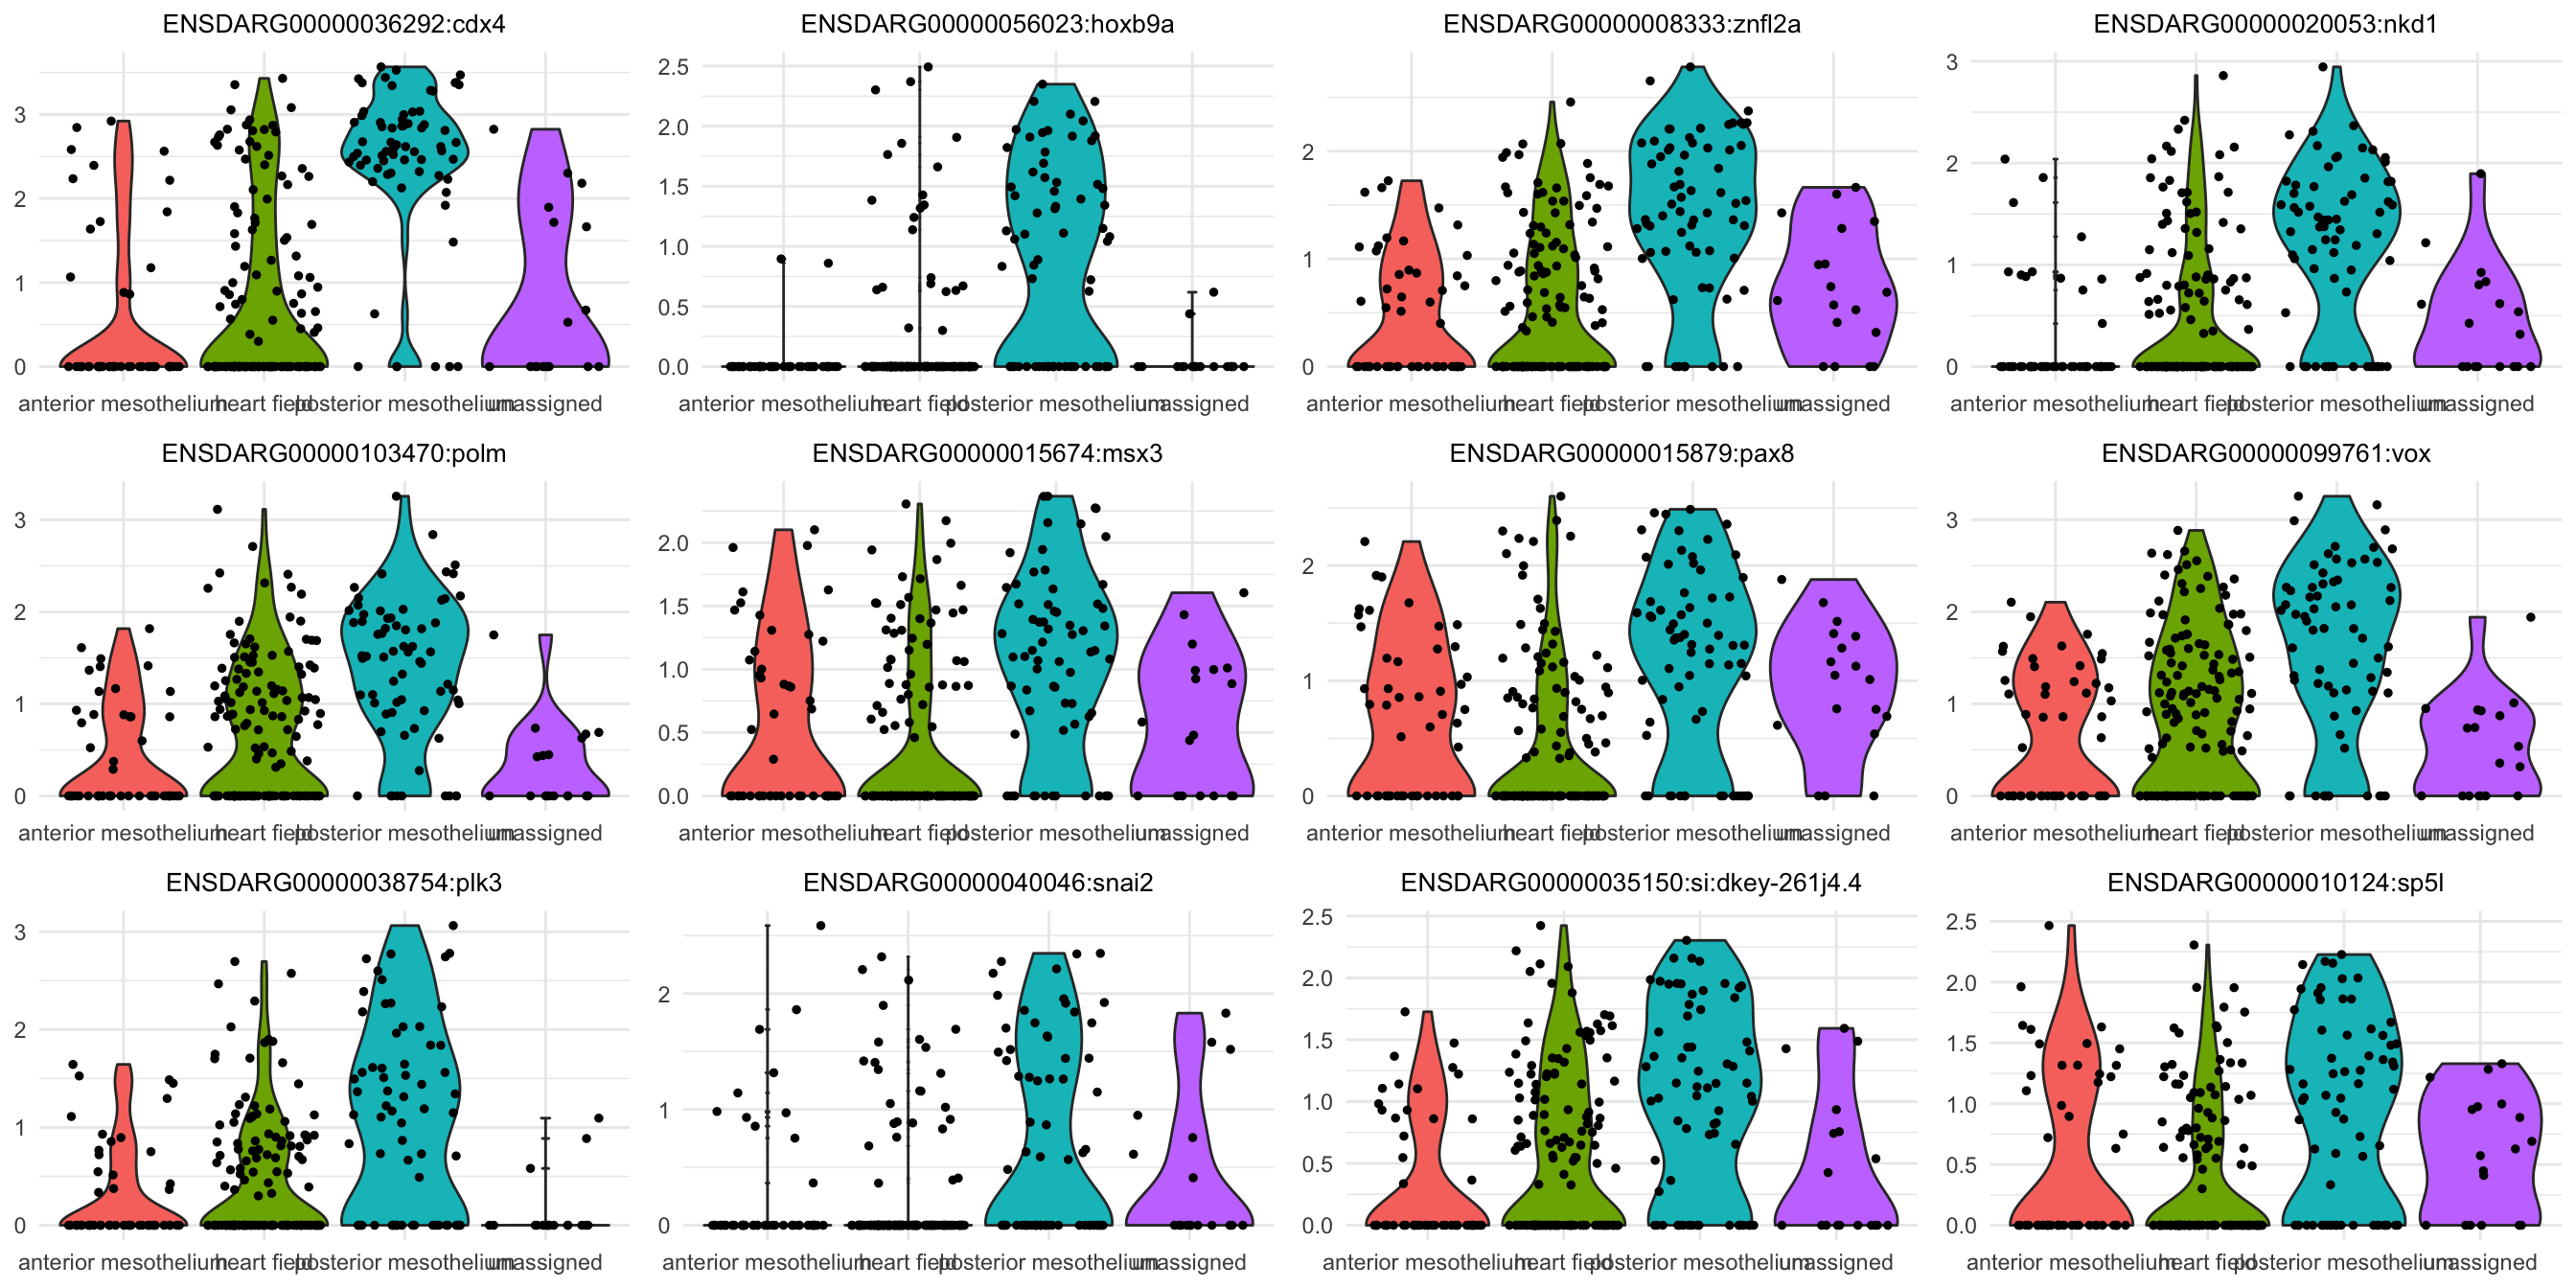 ENSDARG00000036292:cdx4
ENSDARG00000056023:hoxb9a
ENSDARG00000008333:znfl2a
ENSDARG00000020053:nkd1
3
2
1
0
2.5
2.0
1.5
1.0
0.5
0.0
2
1
0
3
2
1
0
anterior mesothelium heart field posterior mesothelium unassigned
anterior mesothelium heart field posterior mesothelium unassigned
anterior mesothelium heart field posterior mesothelium unassigned
anterior mesothelium heart field posterior mesothelium unassigned
ENSDARG00000103470:polm
ENSDARG00000015674:msx3
ENSDARG00000015879:pax8
ENSDARG00000099761:vox
3
2
1
0
2.0
1.5
1.0
0.5
0.0
2
1
0
3
2
1
0
anterior mesothelium heart field posterior mesothelium unassigned
anterior mesothelium heart field posterior mesothelium unassigned
anterior mesothelium heart field posterior mesothelium unassigned
anterior mesothelium heart field posterior mesothelium unassigned
ENSDARG00000038754:plk3
ENSDARG00000040046:snai2
ENSDARG00000035150:si:dkey-261j4.4
ENSDARG00000010124:sp5l
3
2
1
0
2
1
0
2.5
2.0
1.5
1.0
0.5
0.0
2.5
2.0
1.5
1.0
0.5
0.0
anterior mesothelium heart field posterior mesothelium unassigned
anterior mesothelium heart field posterior mesothelium unassigned
anterior mesothelium heart field posterior mesothelium unassigned
anterior mesothelium heart field posterior mesothelium unassigned